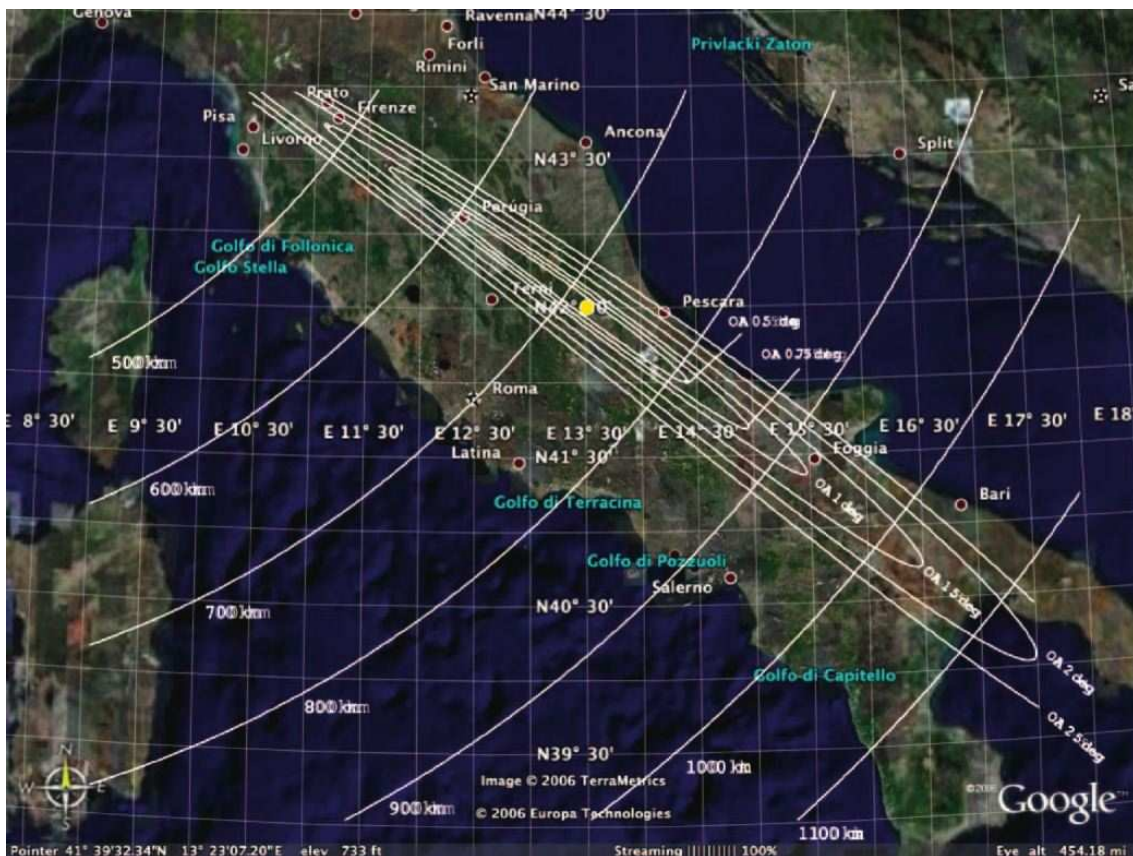 Genova
Ravenna
N44° 30'
Forli
Privlacki Zaton
Rimini
San Marino
Prato
Firenze
Pisa
Livorno
Ancona
Split
N43° 30'
Perúgia
Golfo di Follonica
Golfo Stella
Terni
Pescara
OA 0.75 deg
500 km
Roma
E 8° 30'
E 9° 30'
E 10° 30'
E 11° 30'
E 12° 30'
E 13° 30'
E 14° 30'
E 15° 30'
E 16° 30'
E 17° 30'
E 18°
Latina
N41° 30'
Foggia
600 km
OA 1 deg
Bari
Golfo di Terracina
Golfo di Pozzuoli
OA 1.5 deg
Salerno
N40° 30'
700 km
OA 2 deg
Golfo di Capitello
800 km
OA 2.5 deg
N39° 30'
1000 km
N
W
E
S
Image © 2006 TerraMetrics
900 km
© 2006 Europa Technologies
©2006
Google™
1100 km
Pointer 41° 39'32.34"N 13° 23'07.20"E elev 733 ft
Streaming |||||||||| 100%
Eye alt 454.18 mi